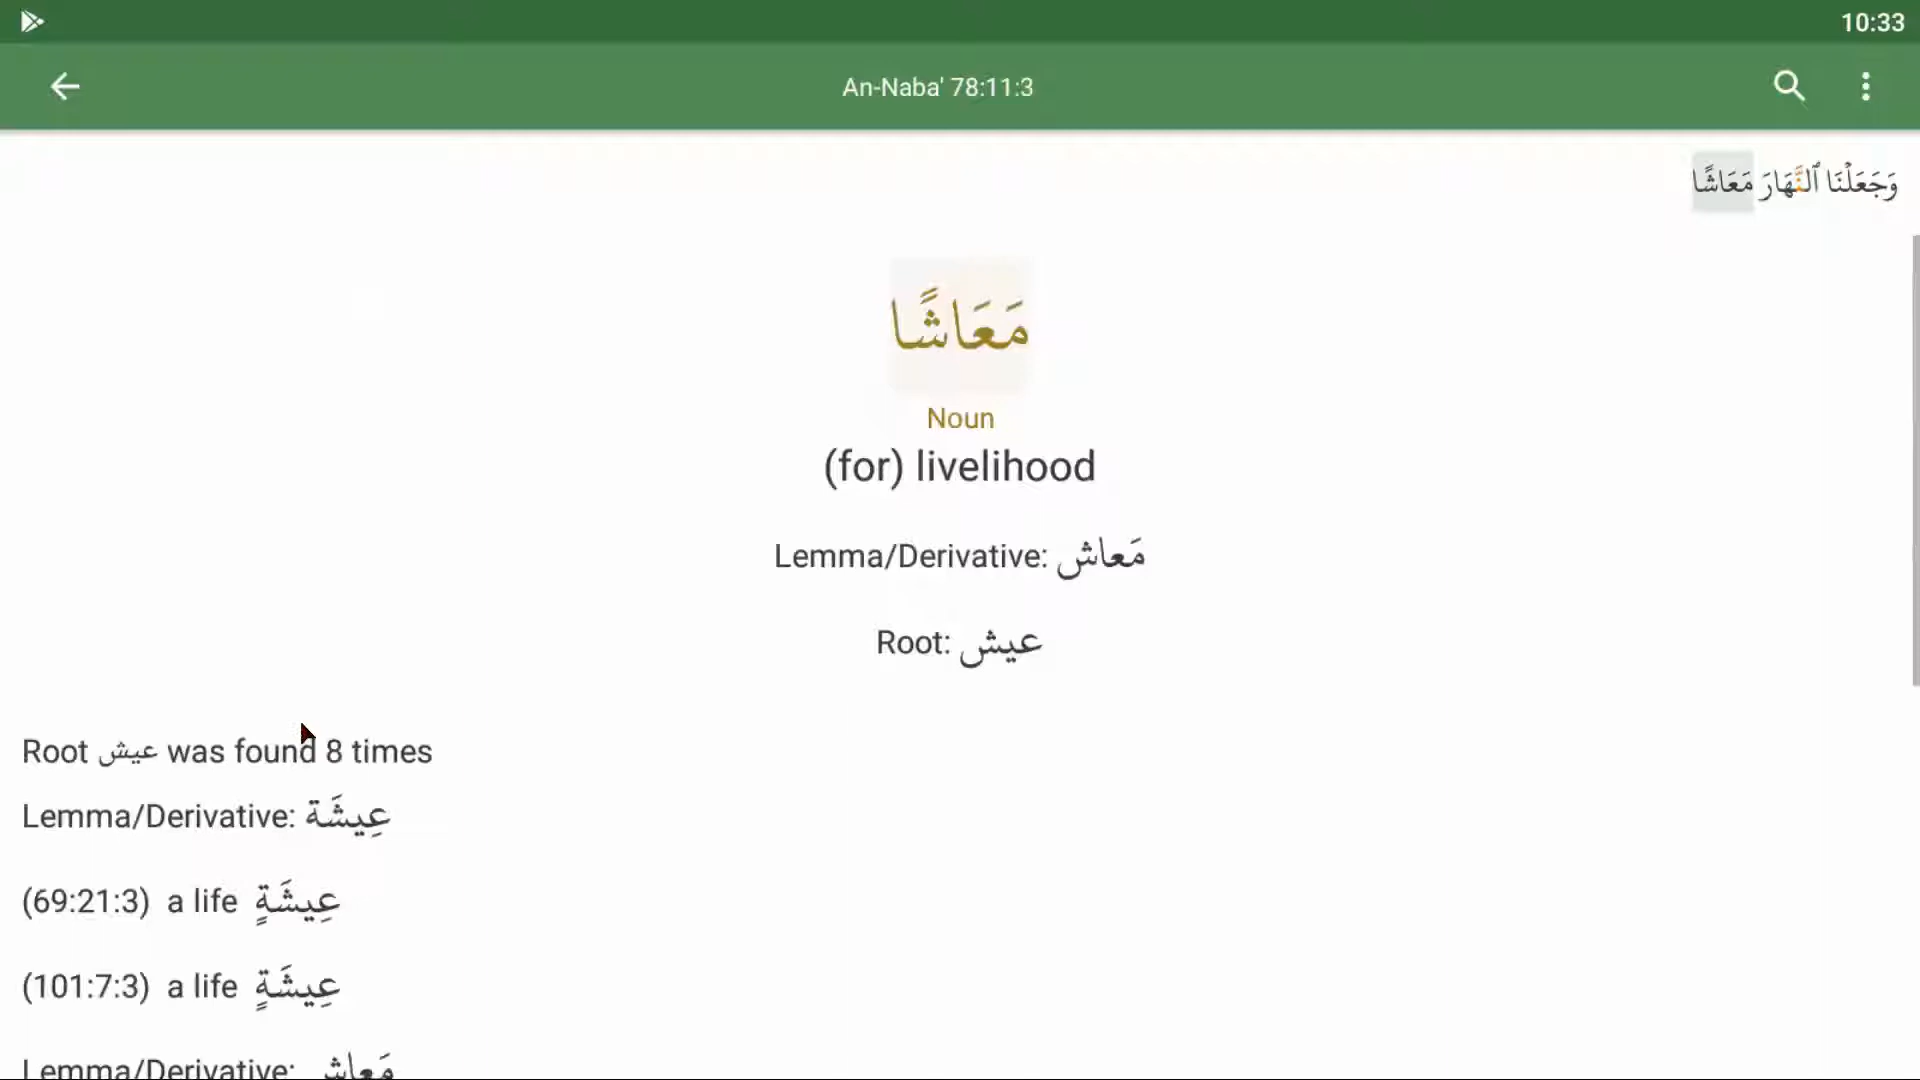 10:33
An-Naba' 78:11:3
وَجَعَلْنَا ٱلنَّهَارَ مَعَاشًا
مَعَاشًا
Noun
(for) livelihood
Lemma/Derivative: مَعاش
Root: عيش
Root عيش was found 8 times
Lemma/Derivative: عِيشَة
(69:21:3) a life عِيشَةٍ
(101:7:3) a life عِيشَةٍ
Lemma/Derivative: مَعاش